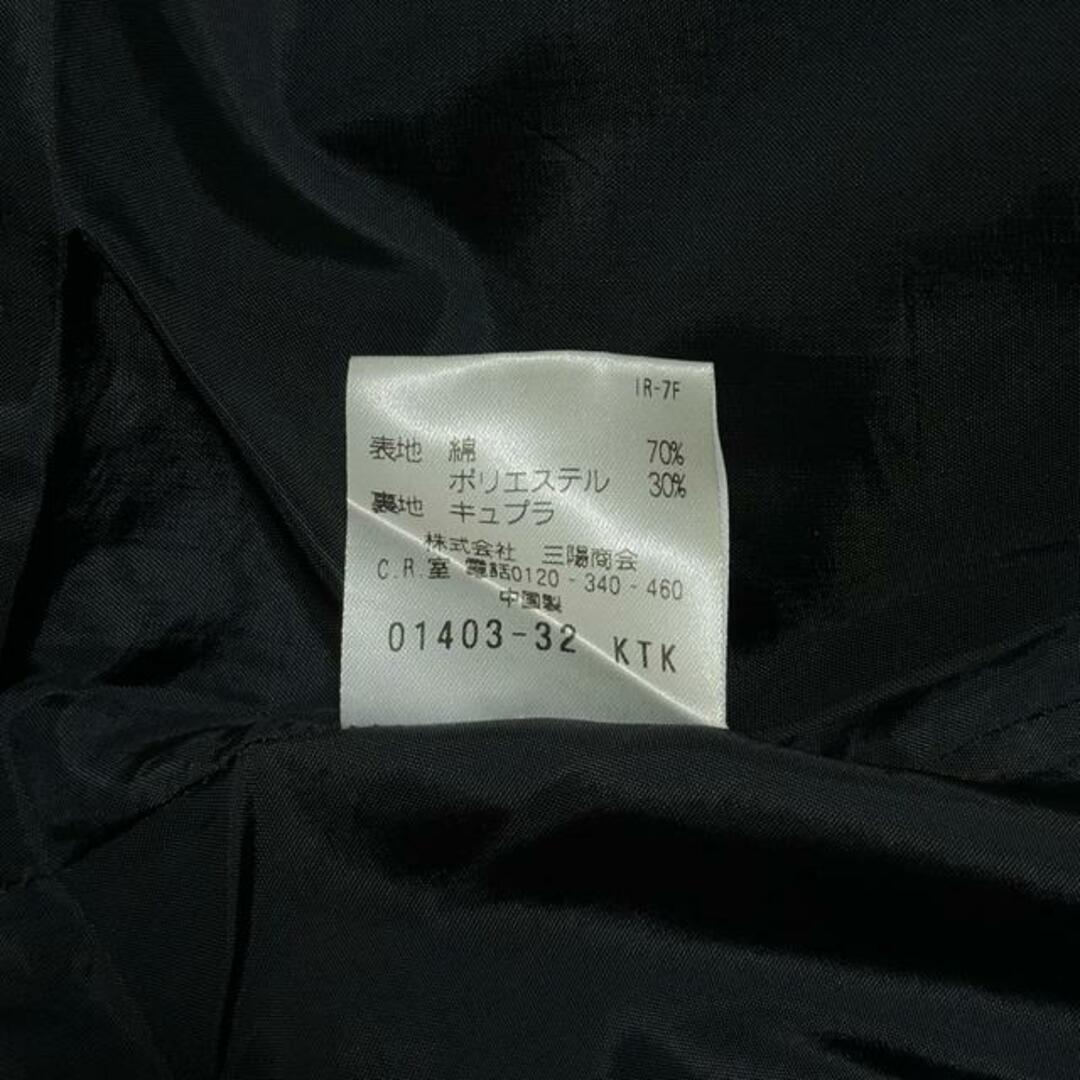 IR-7F
表地 綿 70%
ポリエステル 30%
裏地 キュプラ
株式会社 三陽商会
C.R.室 電話0120-340-460
中国製
01403-32 KTK